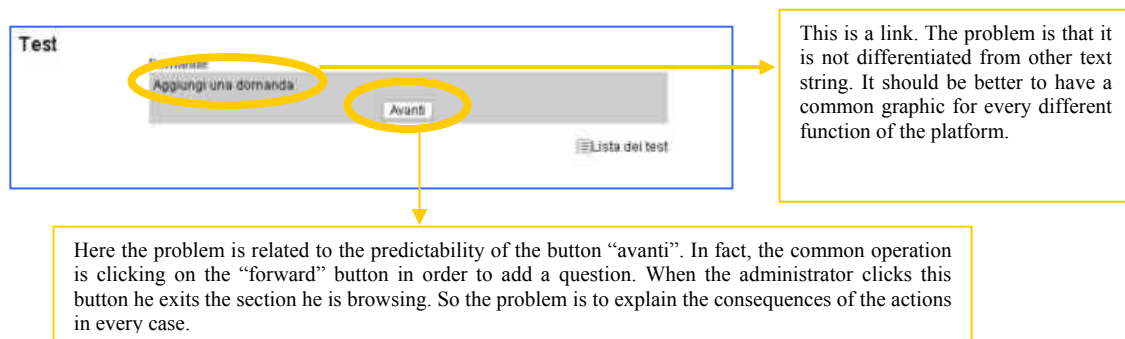 Test
Aggiungi una domanda
Avanti
Lista dei test
This is a link. The problem is that it
is not differentiated from other text
string. It should be better to have a
common graphic for every different
function of the platform.
Here the problem is related to the predictability of the button “avanti”. In fact, the common operation
is clicking on the “forward” button in order to add a question. When the administrator clicks this
button he exits the section he is browsing. So the problem is to explain the consequences of the actions
in every case.